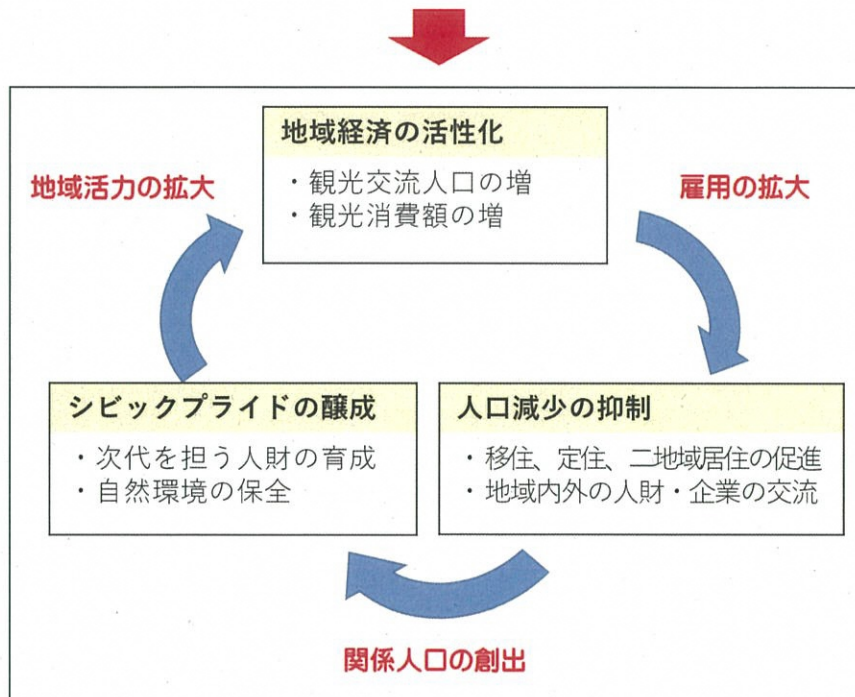 地域経済の活性化
・観光交流人口の増
・観光消費額の増
地域活力の拡大
雇用の拡大
シビックプライドの醸成
・次代を担う人財の育成
・自然環境の保全
人口減少の抑制
・移住、定住、二地域居住の促進
・地域内外の人財・企業の交流
関係人口の創出